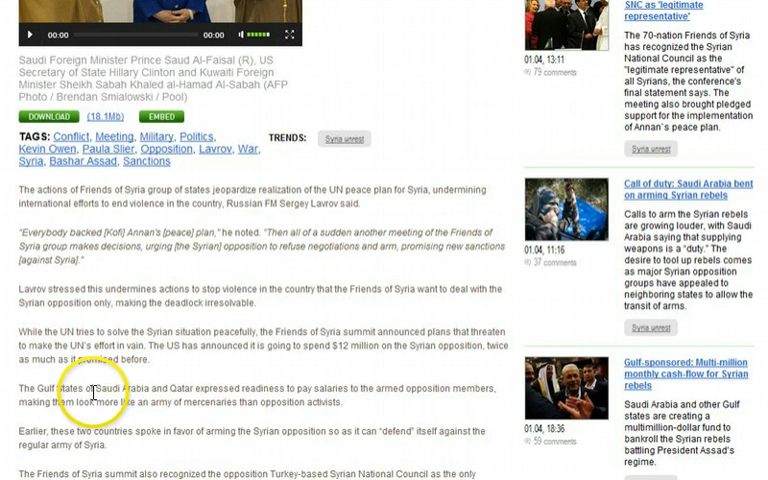 00:00
00:00
Saudi Foreign Minister Prince Saud Al-Faisal (R), US
Secretary of State Hillary Clinton and Kuwaiti Foreign
Minister Sheikh Sabah Khaled al-Hamad Al-Sabah (AFP
Photo / Brendan Smialowski / Pool)
DOWNLOAD (18.1Mb) EMBED
TAGS: Conflict, Meeting, Military, Politics,
Kevin Owen, Paula Slier, Opposition, Lavrov, War,
Syria, Bashar Assad, Sanctions
TRENDS: Syria unrest
The actions of Friends of Syria group of states jeopardize realization of the UN peace plan for Syria, undermining
international efforts to end violence in the country, Russian FM Sergey Lavrov said.
“Everybody backed [Kofi] Annan’s [peace] plan,” he noted. “Then all of a sudden another meeting of the Friends of
Syria group makes decisions, urging [the Syrian] opposition to refuse negotiations and arm, promising new sanctions
[against Syria].”
Lavrov stressed this undermines actions to stop violence in the country that the Friends of Syria want to deal with the
Syrian opposition only, making the deadlock irresolvable.
While the UN tries to solve the Syrian situation peacefully, the Friends of Syria summit announced plans that threaten
to make the UN’s effort in vain. The US has announced it is going to spend $12 million on the Syrian opposition, twice
as much as it promised before.
The Gulf States of Saudi Arabia and Qatar expressed readiness to pay salaries to the armed opposition members,
making them look more like an army of mercenaries than opposition activists.
Earlier, these two countries spoke in favor of arming the Syrian opposition so as it can “defend” itself against the
regular army of Syria.
The Friends of Syria summit also recognized the opposition Turkey-based Syrian National Council as the only
SNC as 'legitimate
representative'
01.04, 13:11
79 comments
The 70-nation Friends of
Syria has recognized the Syrian
National Council as the
"legitimate representative" of
all Syrians, the conference's
final statement says. The
meeting also brought pledged
support for the implementation
of Annan`s peace plan.
Syria unrest
Call of duty: Saudi Arabia bent
on arming Syrian rebels
01.04, 11:16
37 comments
Calls to arm the Syrian rebels
are growing louder, with Saudi
Arabia saying that supplying
weapons is a “duty.” The
desire to tool up rebels comes
as major Syrian opposition
groups have appealed to
neighboring states to allow the
transit of arms.
Syria unrest
Gulf-sponsored: Multi-million
monthly cash-flow for Syrian
rebels
01.04, 18:36
59 comments
Saudi Arabia and other Gulf
states are creating a
multimillion-dollar fund to
bankroll the Syrian rebels
battling President Assad's
regime.